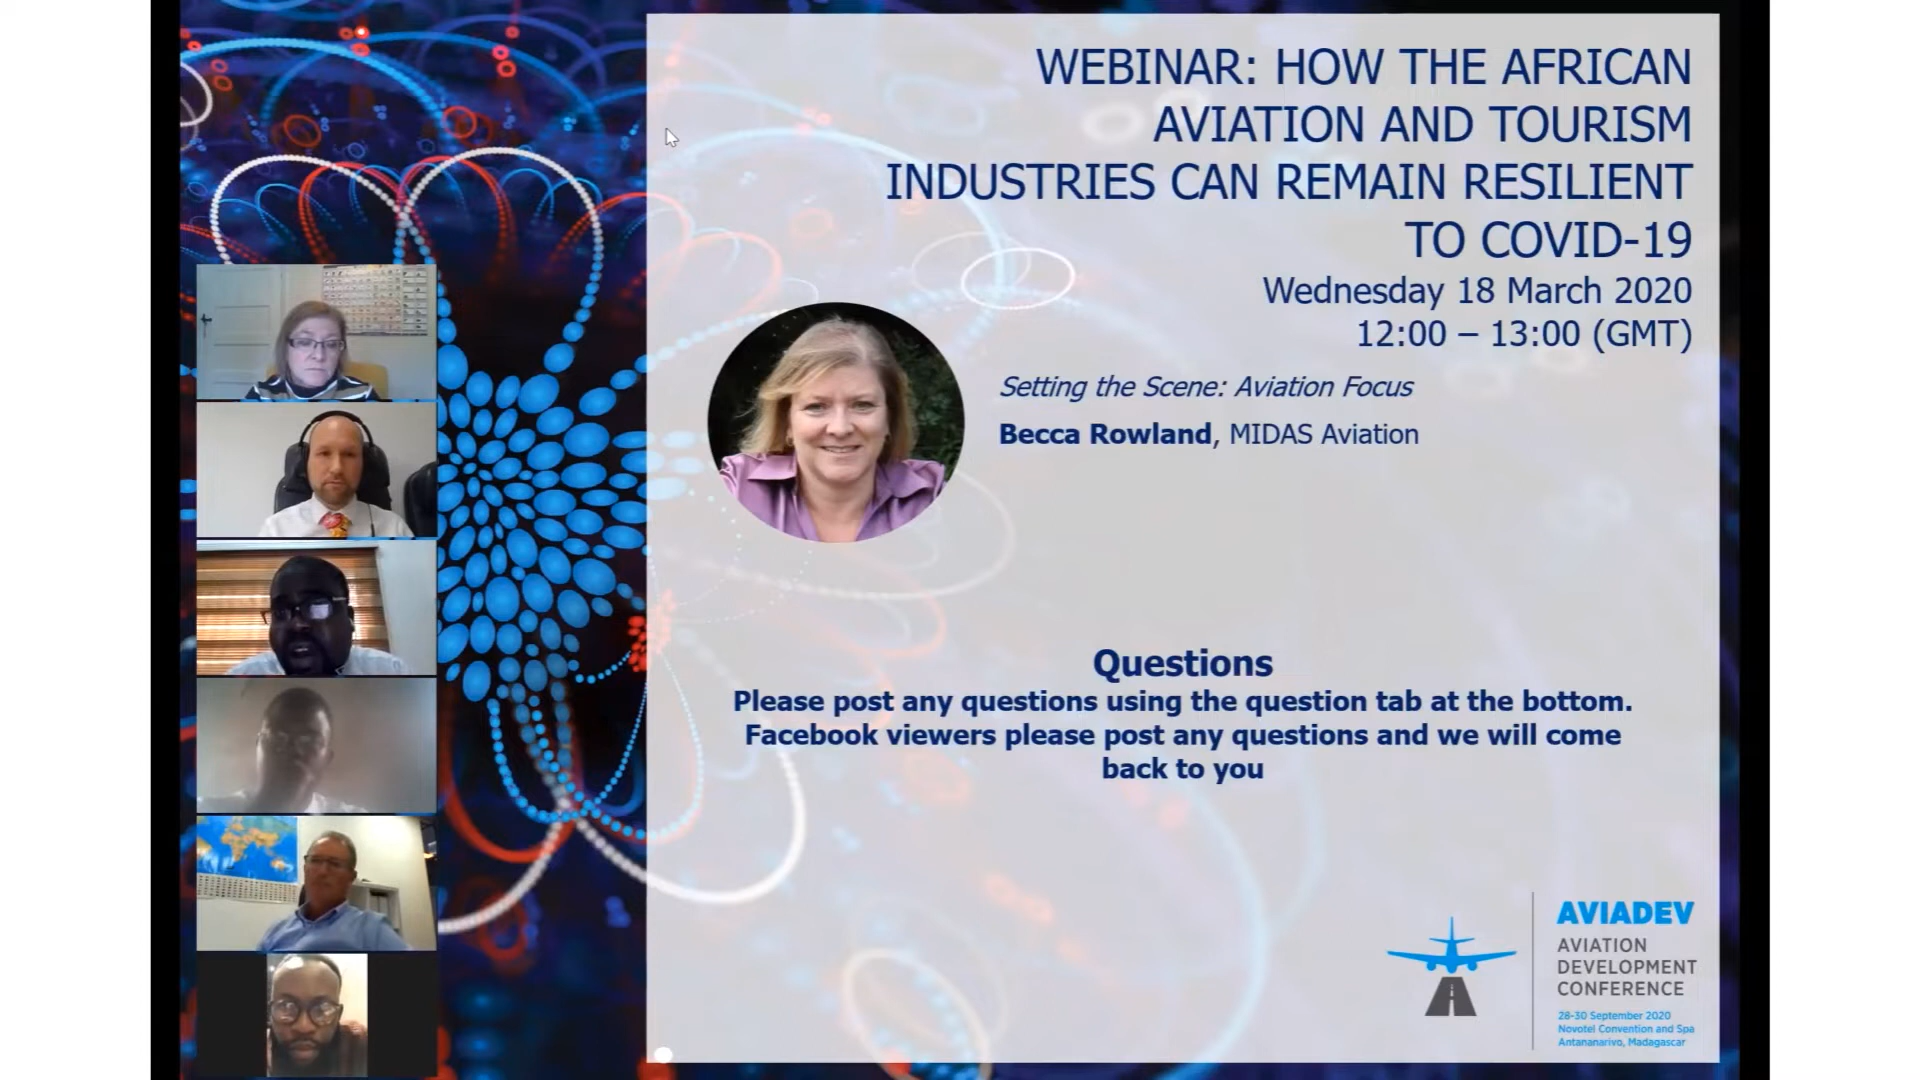 WEBINAR: HOW THE AFRICAN
AVIATION AND TOURISM
INDUSTRIES CAN REMAIN RESILIENT
TO COVID-19
Wednesday 18 March 2020
12:00 – 13:00 (GMT)
Setting the Scene: Aviation Focus
Becca Rowland, MIDAS Aviation
Questions
Please post any questions using the question tab at the bottom.
Facebook viewers please post any questions and we will come
back to you
AVIADEV
AVIATION
DEVELOPMENT
CONFERENCE
28-30 September 2020
Novotel Convention and Spa
Antananarivo, Madagascar